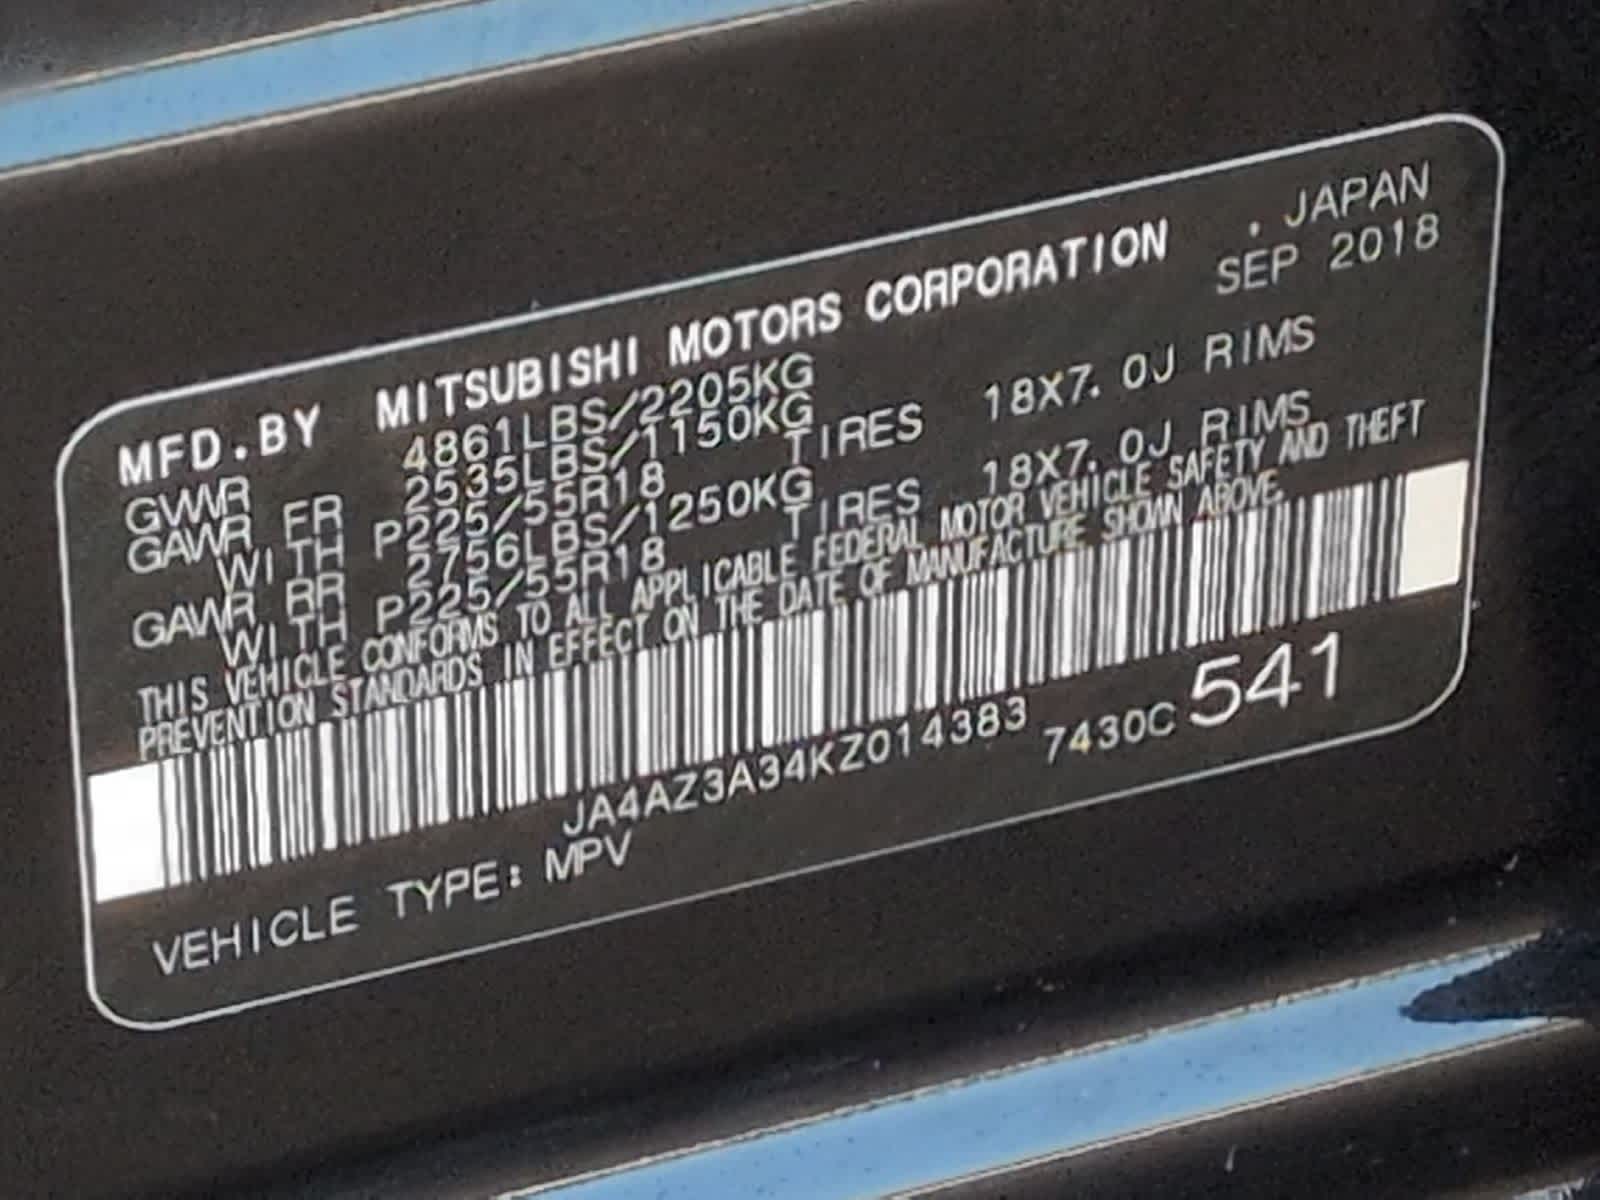 MFD.BY MITSUBISHI MOTORS CORPORATION . JAPAN
SEP 2018
GVWR 4861LBS/2205KG
GAWR FR 2535LBS/1150KG
WITH P225/55R18 TIRES 18X7.0J RIMS
GAWR RR 2756LBS/1250KG
WITH P225/55R18 TIRES 18X7.0J RIMS
THIS VEHICLE CONFORMS TO ALL APPLICABLE FEDERAL MOTOR VEHICLE SAFETY AND THEFT
PREVENTION STANDARDS IN EFFECT ON THE DATE OF MANUFACTURE SHOWN ABOVE.
JA4AZ3A34KZ014383 7430C 541
VEHICLE TYPE: MPV